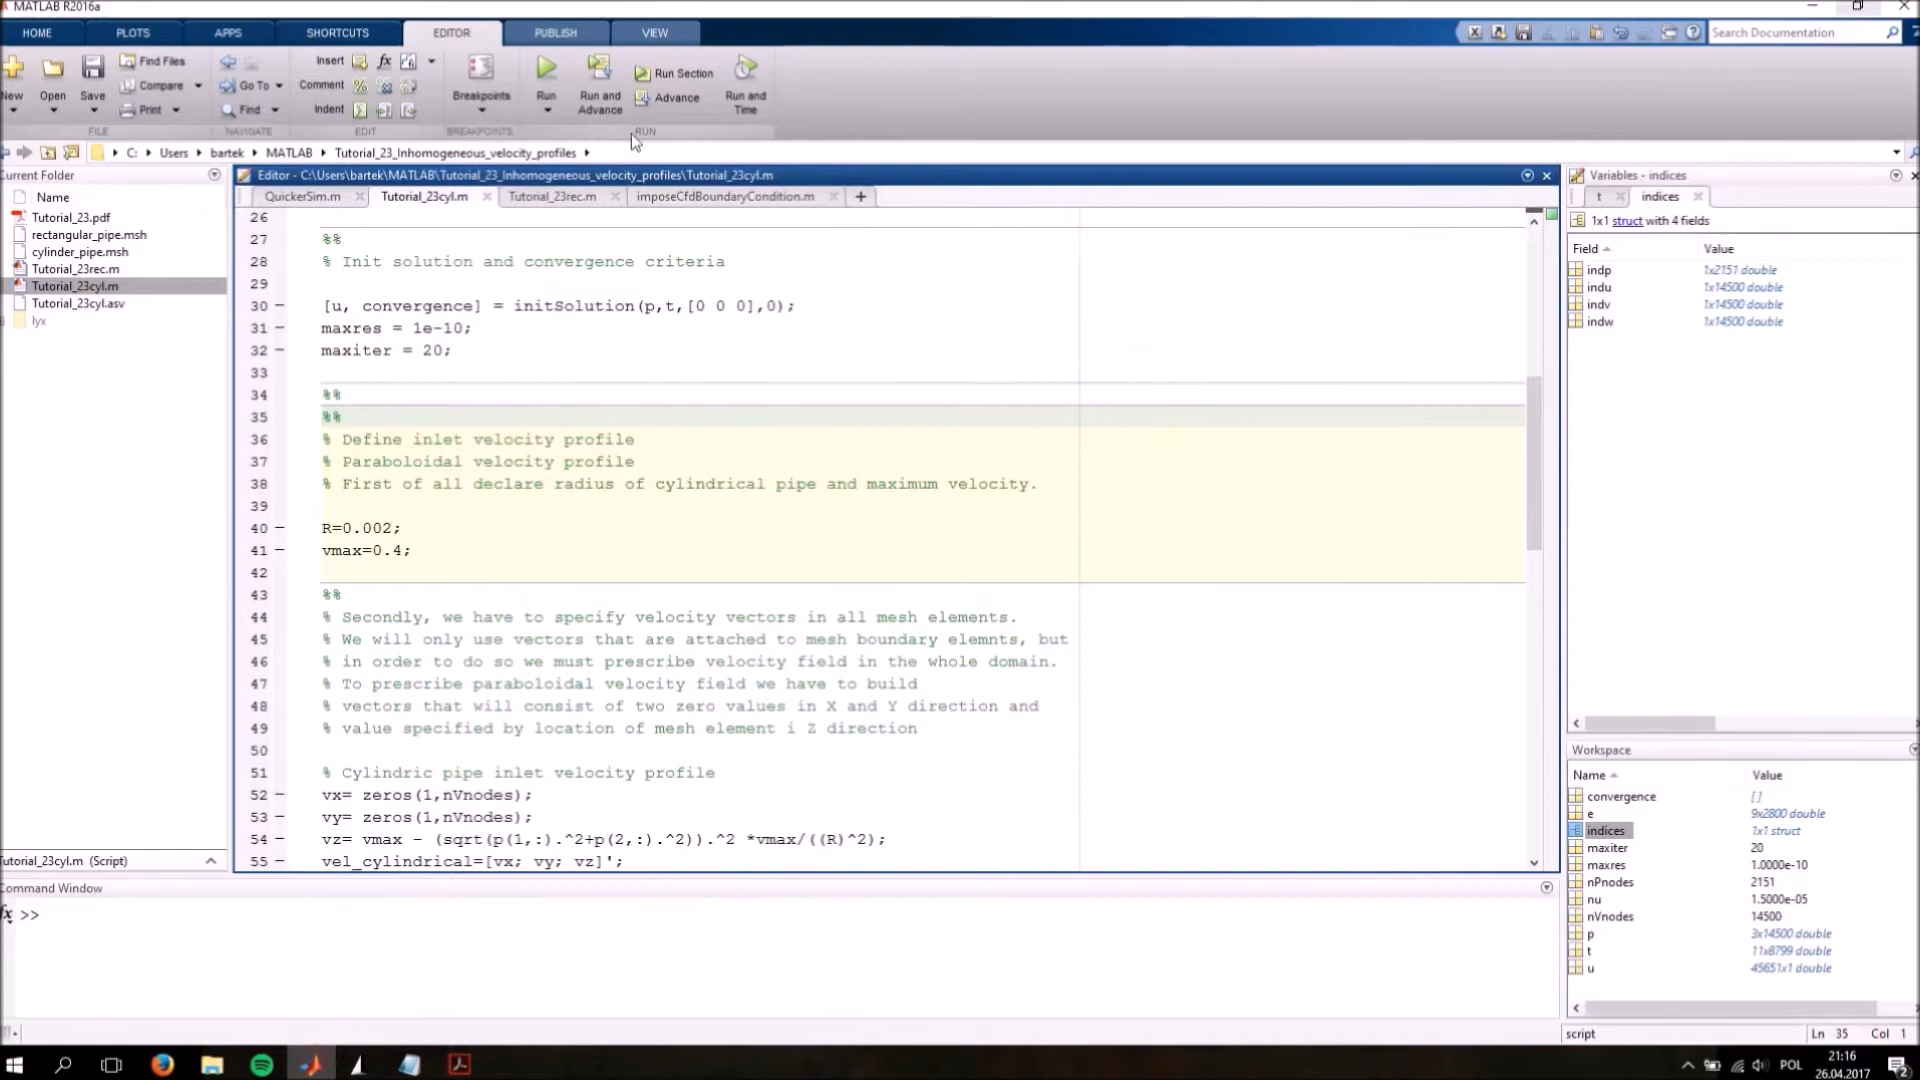 MATLAB R2016a
HOME PLOTS APPS SHORTCUTS EDITOR PUBLISH VIEW Search Documentation
New Open Save Find Files Compare Print
FILE
Go To Find
NAVIGATE
Insert fx
Comment
Indent
EDIT
Breakpoints
BREAKPOINTS
Run Run and Advance Run Section Advance Run and Time
RUN
C: Users bartek MATLAB Tutorial_23_Inhomogeneous_velocity_profiles
Current Folder
Name
Tutorial_23.pdf
rectangular_pipe.msh
cylinder_pipe.msh
Tutorial_23rec.m
Tutorial_23cyl.m
Tutorial_23cyl.asv
lyx
Tutorial_23cyl.m (Script)
Editor - C:\Users\bartek\MATLAB\Tutorial_23_Inhomogeneous_velocity_profiles\Tutorial_23cyl.m
QuickerSim.m Tutorial_23cyl.m Tutorial_23rec.m imposeCfdBoundaryCondition.m +
26
27 %%
28 % Init solution and convergence criteria
29
30 – [u, convergence] = initSolution(p,t,[0 0 0],0);
31 – maxres = 1e-10;
32 – maxiter = 20;
33
34 %%
35 %%
36 % Define inlet velocity profile
37 % Paraboloidal velocity profile
38 % First of all declare radius of cylindrical pipe and maximum velocity.
39
40 – R=0.002;
41 – vmax=0.4;
42
43 %%
44 % Secondly, we have to specify velocity vectors in all mesh elements.
45 % We will only use vectors that are attached to mesh boundary elemnts, but
46 % in order to do so we must prescribe velocity field in the whole domain.
47 % To prescribe paraboloidal velocity field we have to build
48 % vectors that will consist of two zero values in X and Y direction and
49 % value specified by location of mesh element i Z direction
50
51 % Cylindric pipe inlet velocity profile
52 – vx= zeros(1,nVnodes);
53 – vy= zeros(1,nVnodes);
54 – vz= vmax - (sqrt(p(1,:).^2+p(2,:).^2)).^2 *vmax/((R)^2);
55 – vel_cylindrical=[vx; vy; vz]';
Command Window
fx >>
Variables - indices
t indices
1x1 struct with 4 fields
Field Value
indp 1x2151 double
indu 1x14500 double
indv 1x14500 double
indw 1x14500 double
Workspace
Name Value
convergence []
e 9x2800 double
indices 1x1 struct
maxiter 20
maxres 1.0000e-10
nPnodes 2151
nu 1.5000e-05
nVnodes 14500
p 3x14500 double
t 11x8799 double
u 45651x1 double
script Ln 35 Col 1
POL 21:16
26.04.2017
2